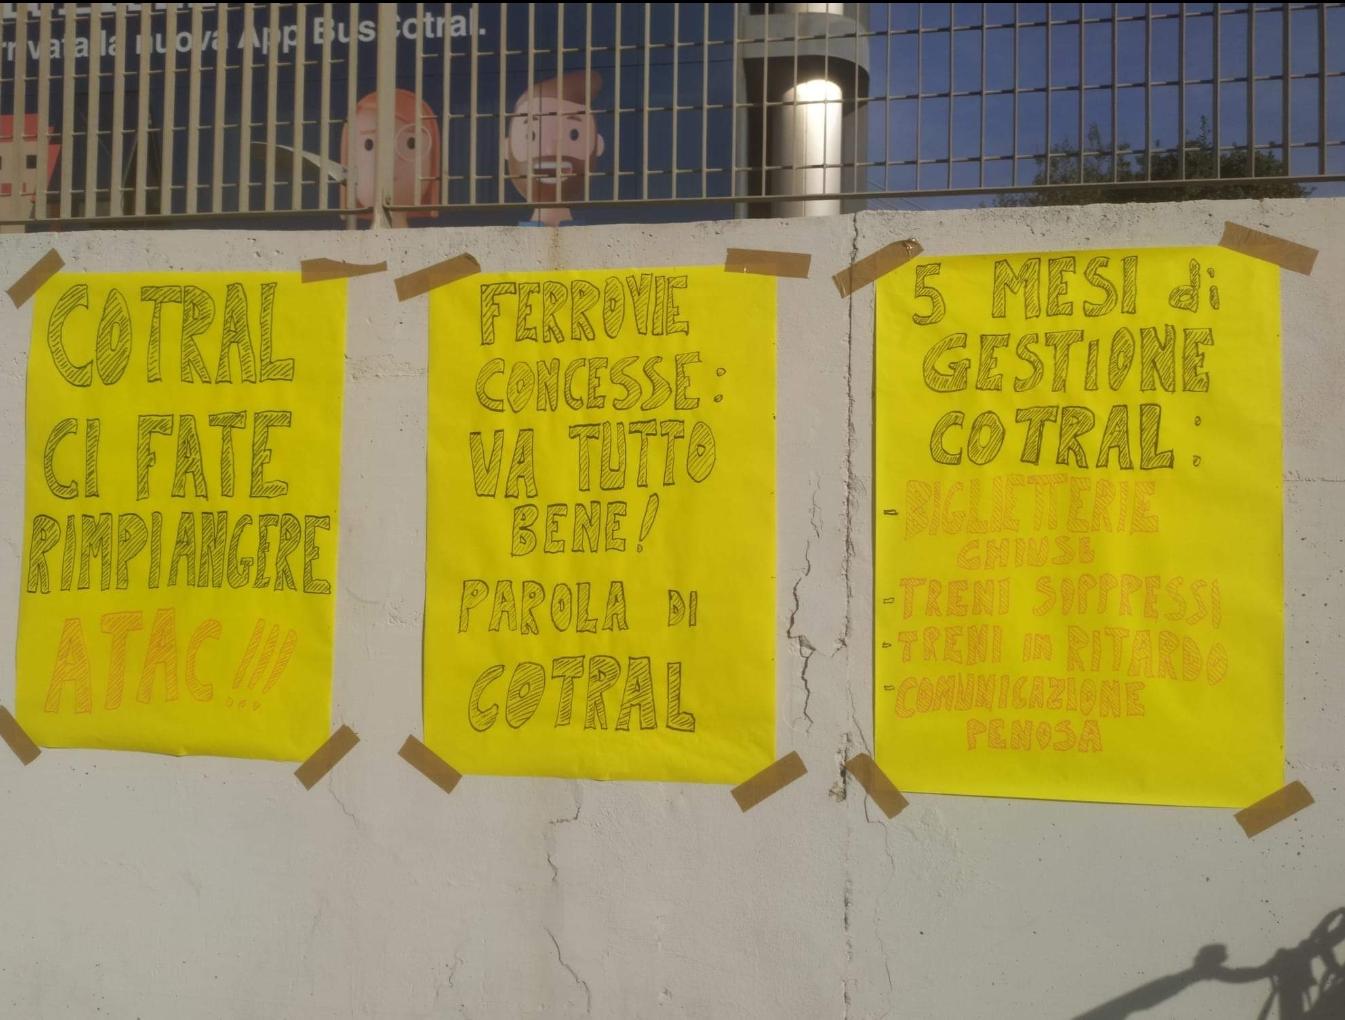 rrivata la nuova App Bus Cotral.
COTRAL
CI FATE
RIMPIANGERE
ATAC!!!
FERROVIE
CONCESSE:
VA TUTTO
BENE!
PAROLA DI
COTRAL
5 MESI di
GESTIONE
COTRAL:
- BIGLIETTERIE
CHIUSE
- TRENI SOPPRESSI
- TRENI in RITARDO
- COMUNICAZIONE
PENOSA